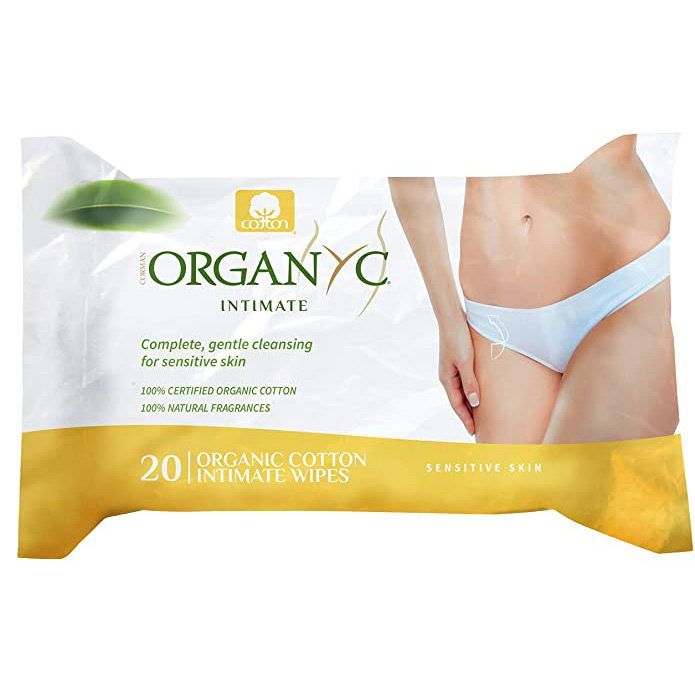 cotton
CORMAN
ORGANYC®
INTIMATE
Complete, gentle cleansing
for sensitive skin
100% CERTIFIED ORGANIC COTTON
100% NATURAL FRAGRANCES
20 ORGANIC COTTON
INTIMATE WIPES
SENSITIVE SKIN